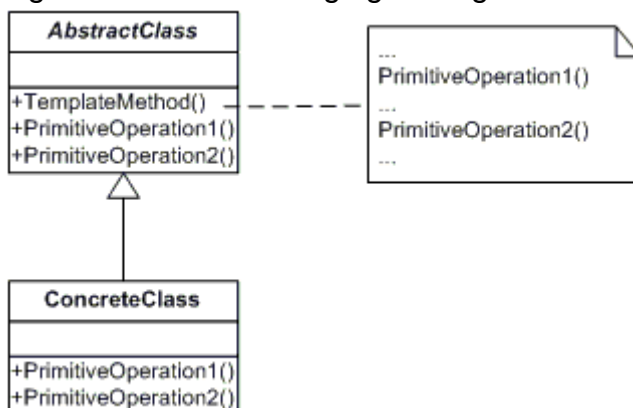 AbstractClass
+TemplateMethod()
+PrimitiveOperation1()
+PrimitiveOperation2()
...
PrimitiveOperation1()
...
PrimitiveOperation2()
...
ConcreteClass
+PrimitiveOperation1()
+PrimitiveOperation2()